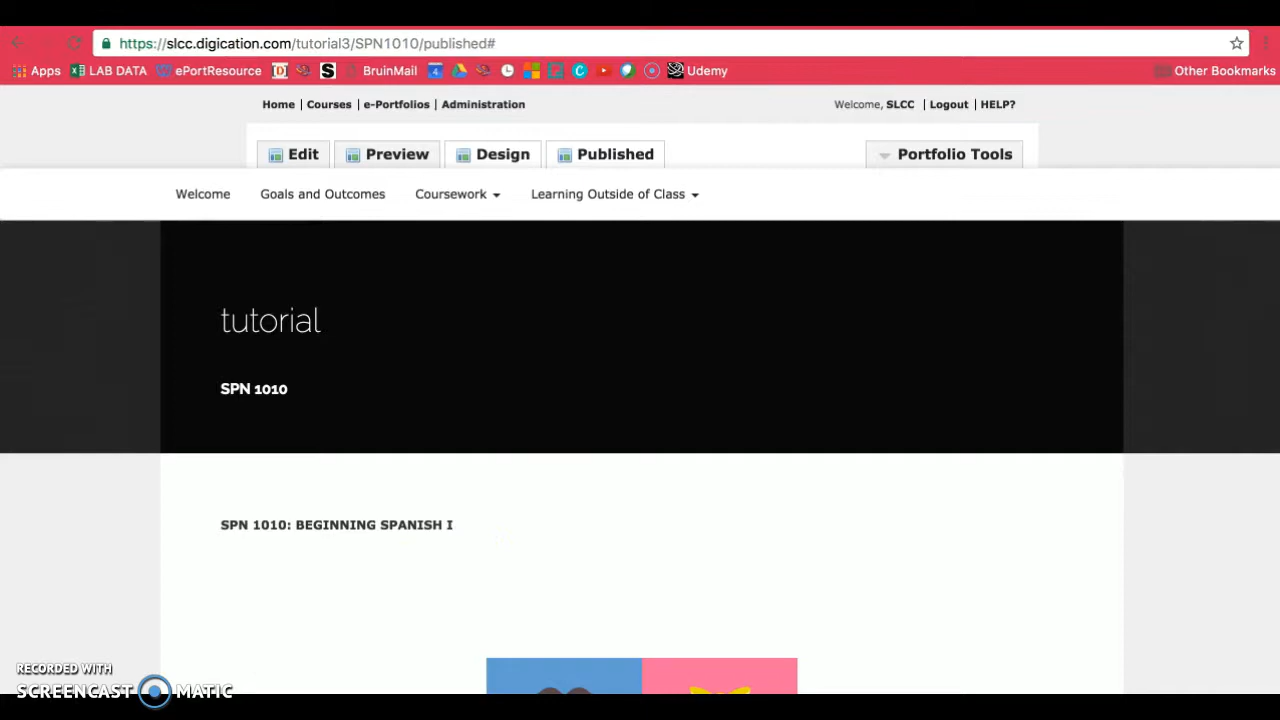 https://slcc.digication.com/tutorial3/SPN1010/published#
Apps LAB DATA ePortResource BruinMail 4 Udemy Other Bookmarks
Home | Courses | e-Portfolios | Administration Welcome, SLCC | Logout | HELP?
Edit Preview Design Published Portfolio Tools
Welcome Goals and Outcomes Coursework Learning Outside of Class
tutorial
SPN 1010
SPN 1010: BEGINNING SPANISH I
RECORDED WITH
SCREENCAST MATIC